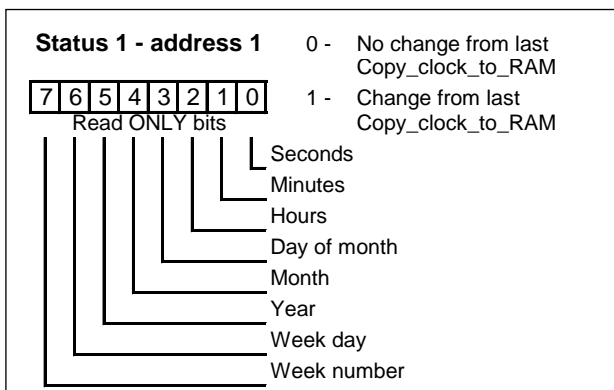 Status 1 - address 1 0 - No change from last
Copy_clock_to_RAM
7 6 5 4 3 2 1 0 1 - Change from last
Read ONLY bits Copy_clock_to_RAM
Seconds
Minutes
Hours
Day of month
Month
Year
Week day
Week number